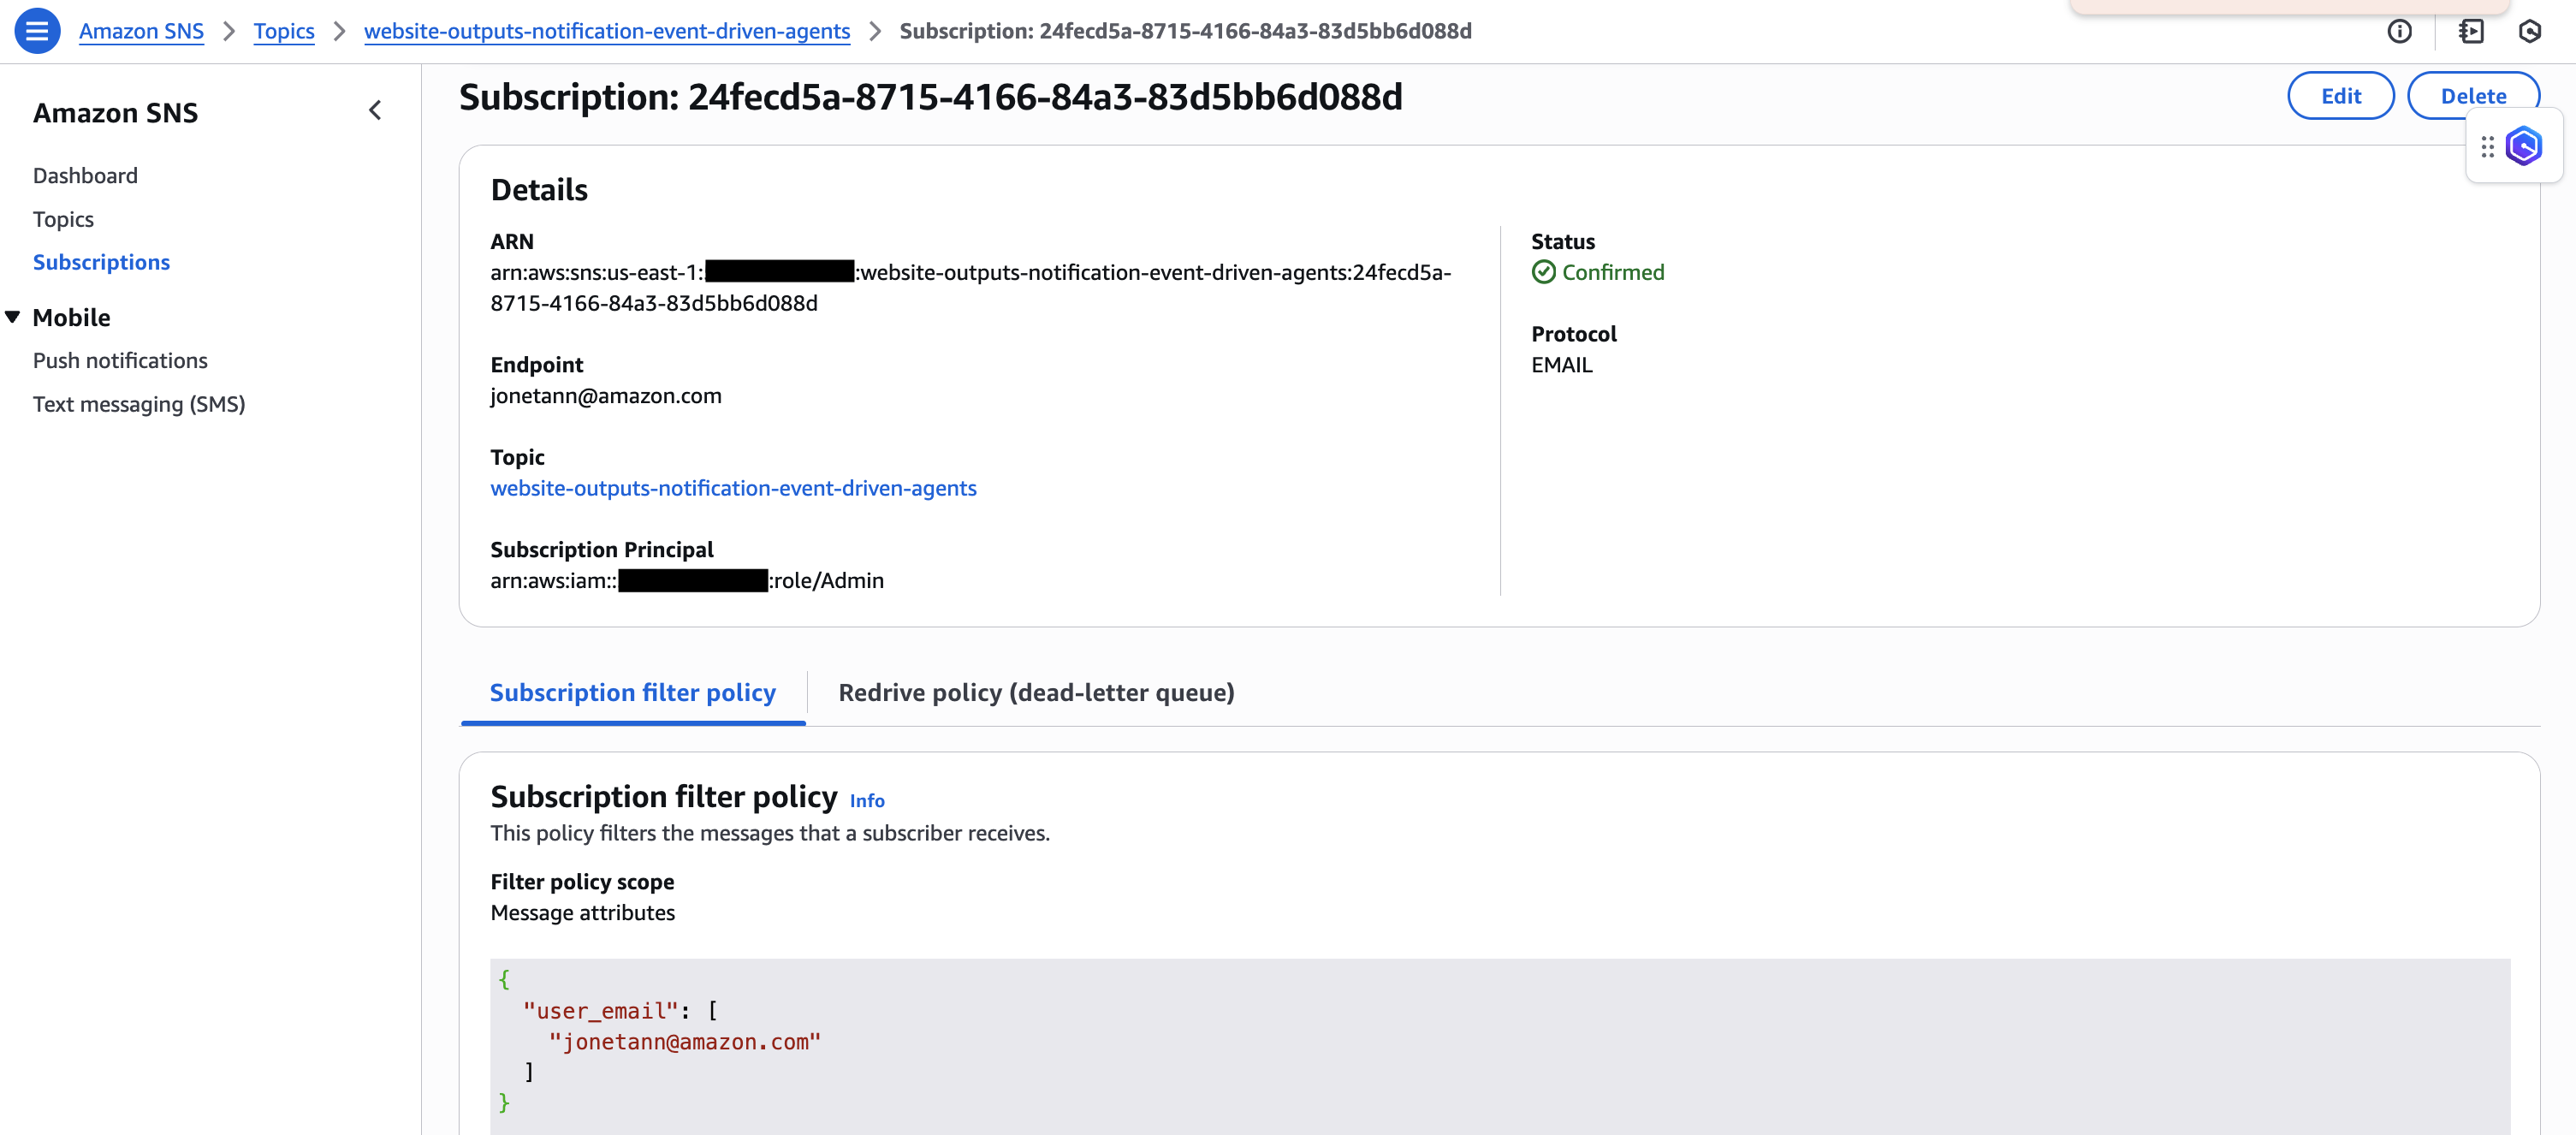 Amazon SNS > Topics > website-outputs-notification-event-driven-agents > Subscription: 24fecd5a-8715-4166-84a3-83d5bb6d088d
Amazon SNS
Dashboard
Topics
Subscriptions
Mobile
Push notifications
Text messaging (SMS)
Subscription: 24fecd5a-8715-4166-84a3-83d5bb6d088d
Edit
Delete
Details
ARN
arn:aws:sns:us-east-1: :website-outputs-notification-event-driven-agents:24fecd5a-
8715-4166-84a3-83d5bb6d088d
Endpoint
jonetann@amazon.com
Topic
website-outputs-notification-event-driven-agents
Subscription Principal
arn:aws:iam:: :role/Admin
Status
Confirmed
Protocol
EMAIL
Subscription filter policy
Redrive policy (dead-letter queue)
Subscription filter policy Info
This policy filters the messages that a subscriber receives.
Filter policy scope
Message attributes
{
"user_email": [
"jonetann@amazon.com"
]
}